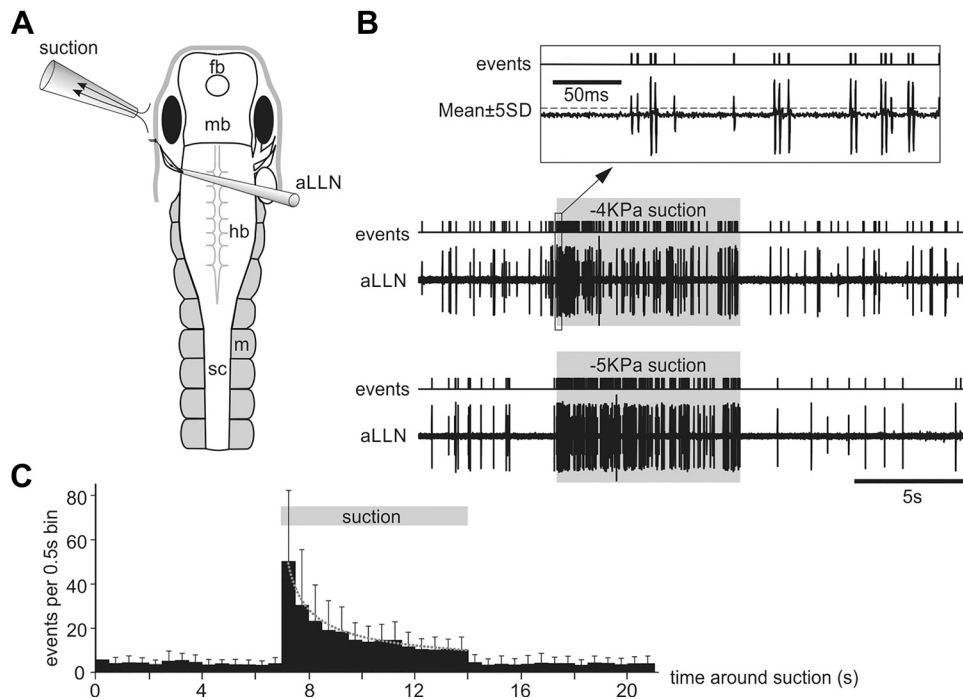 A
suction
fb
mb
aLLN
hb
m
sc
B
events
50ms
Mean±5SD
-4KPa suction
events
aLLN
-5KPa suction
events
aLLN
5s
C
80
60
40
20
0
events per 0.5s bin
suction
0 4 8 12 16 20
time around suction (s)